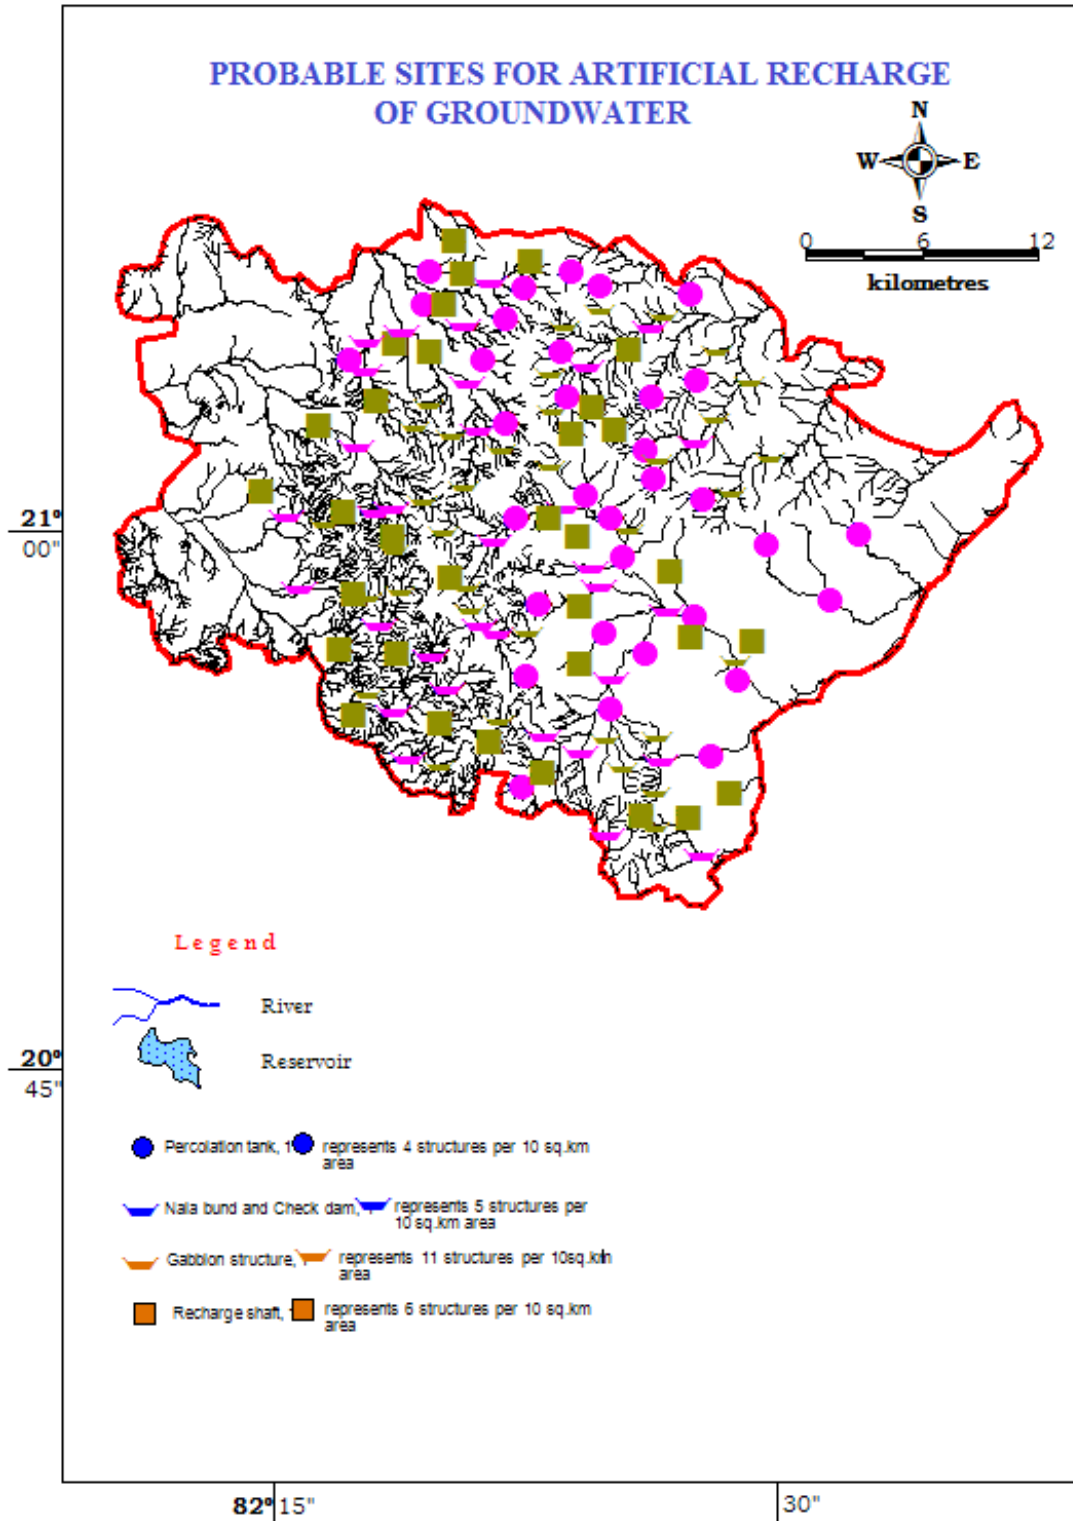 PROBABLE SITES FOR ARTIFICIAL RECHARGE
OF GROUNDWATER
N
W E
S
0 6 12
kilometres
21°
00"
Legend
River
20°
45"
Reservoir
Percolation tank, 1 represents 4 structures per 10 sq.km
area
Nala bund and Check dam, represents 5 structures per
10 sq.km area
Gabbion structure, represents 11 structures per 10sq.km
area
Recharge shaft, represents 6 structures per 10 sq.km
area
82° 15" 30"